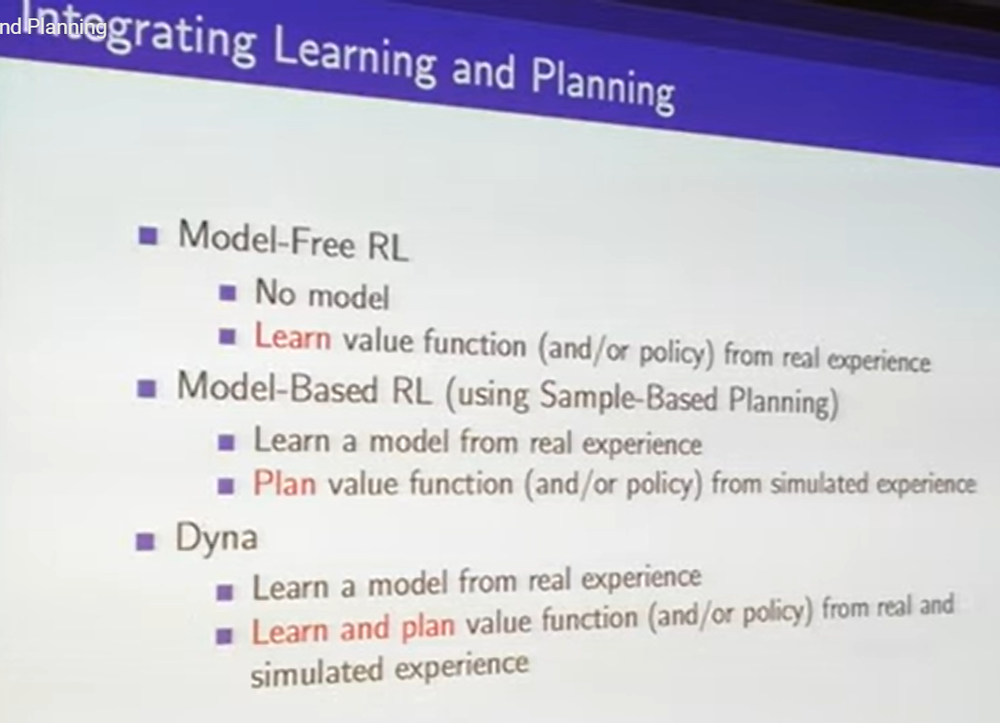 nd Planning
Integrating Learning and Planning
Model-Free RL
No model
Learn value function (and/or policy) from real experience
Model-Based RL (using Sample-Based Planning)
Learn a model from real experience
Plan value function (and/or policy) from simulated experience
Dyna
Learn a model from real experience
Learn and plan value function (and/or policy) from real and
simulated experience